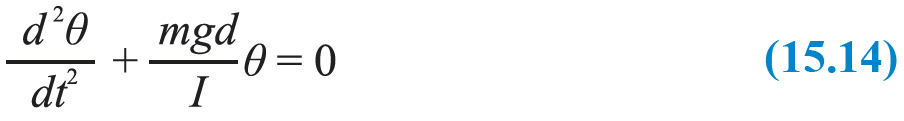 d²θ/dt² + mgd/I θ = 0 (15.14)